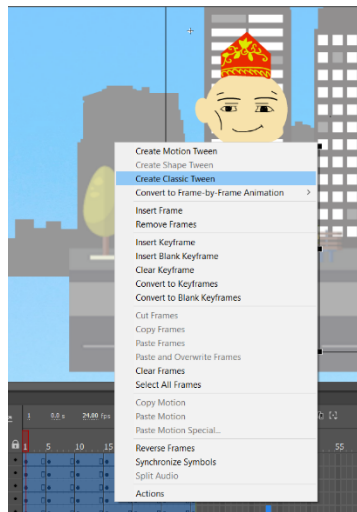 Create Motion Tween
Create Shape Tween
Create Classic Tween
Convert to Frame-by-Frame Animation
Insert Frame
Remove Frames
Insert Keyframe
Insert Blank Keyframe
Clear Keyframe
Convert to Keyframes
Convert to Blank Keyframes
Cut Frames
Copy Frames
Paste Frames
Paste and Overwrite Frames
Clear Frames
Select All Frames
Copy Motion
Paste Motion
Paste Motion Special...
Reverse Frames
Synchronize Symbols
Split Audio
Actions
1 0.0 s 24.00 fps
1 5 10 15 55